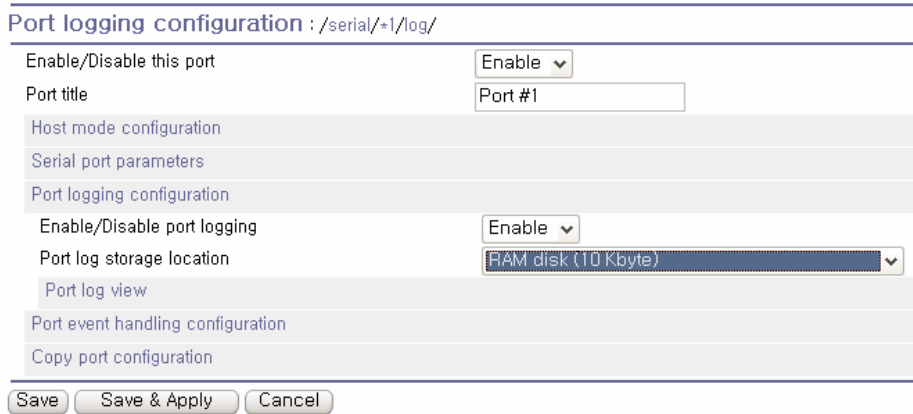 Port logging configuration : /serial/*1/log/
Enable/Disable this port Enable
Port title Port #1
Host mode configuration
Serial port parameters
Port logging configuration
Enable/Disable port logging Enable
Port log storage location RAM disk (10 Kbyte)
Port log view
Port event handling configuration
Copy port configuration
Save Save & Apply Cancel